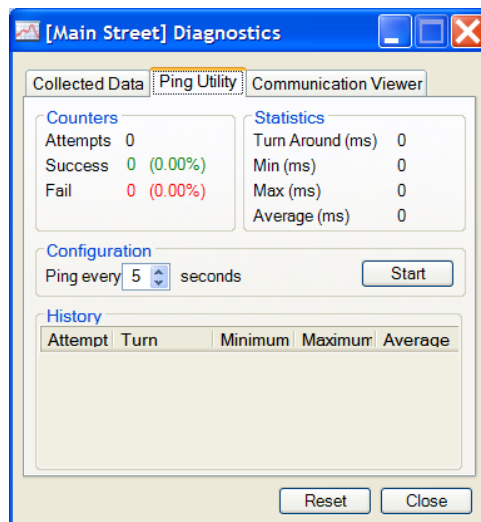 [Main Street] Diagnostics
Collected Data Ping Utility Communication Viewer
Counters
Attempts 0
Success 0 (0.00%)
Fail 0 (0.00%)
Statistics
Turn Around (ms) 0
Min (ms) 0
Max (ms) 0
Average (ms) 0
Configuration
Ping every 5 seconds Start
History
Attempt Turn Minimum Maximum Average
Reset Close